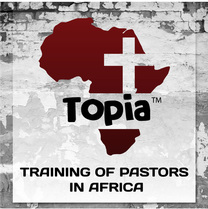 Topia™
TRAINING OF PASTORS
IN AFRICA